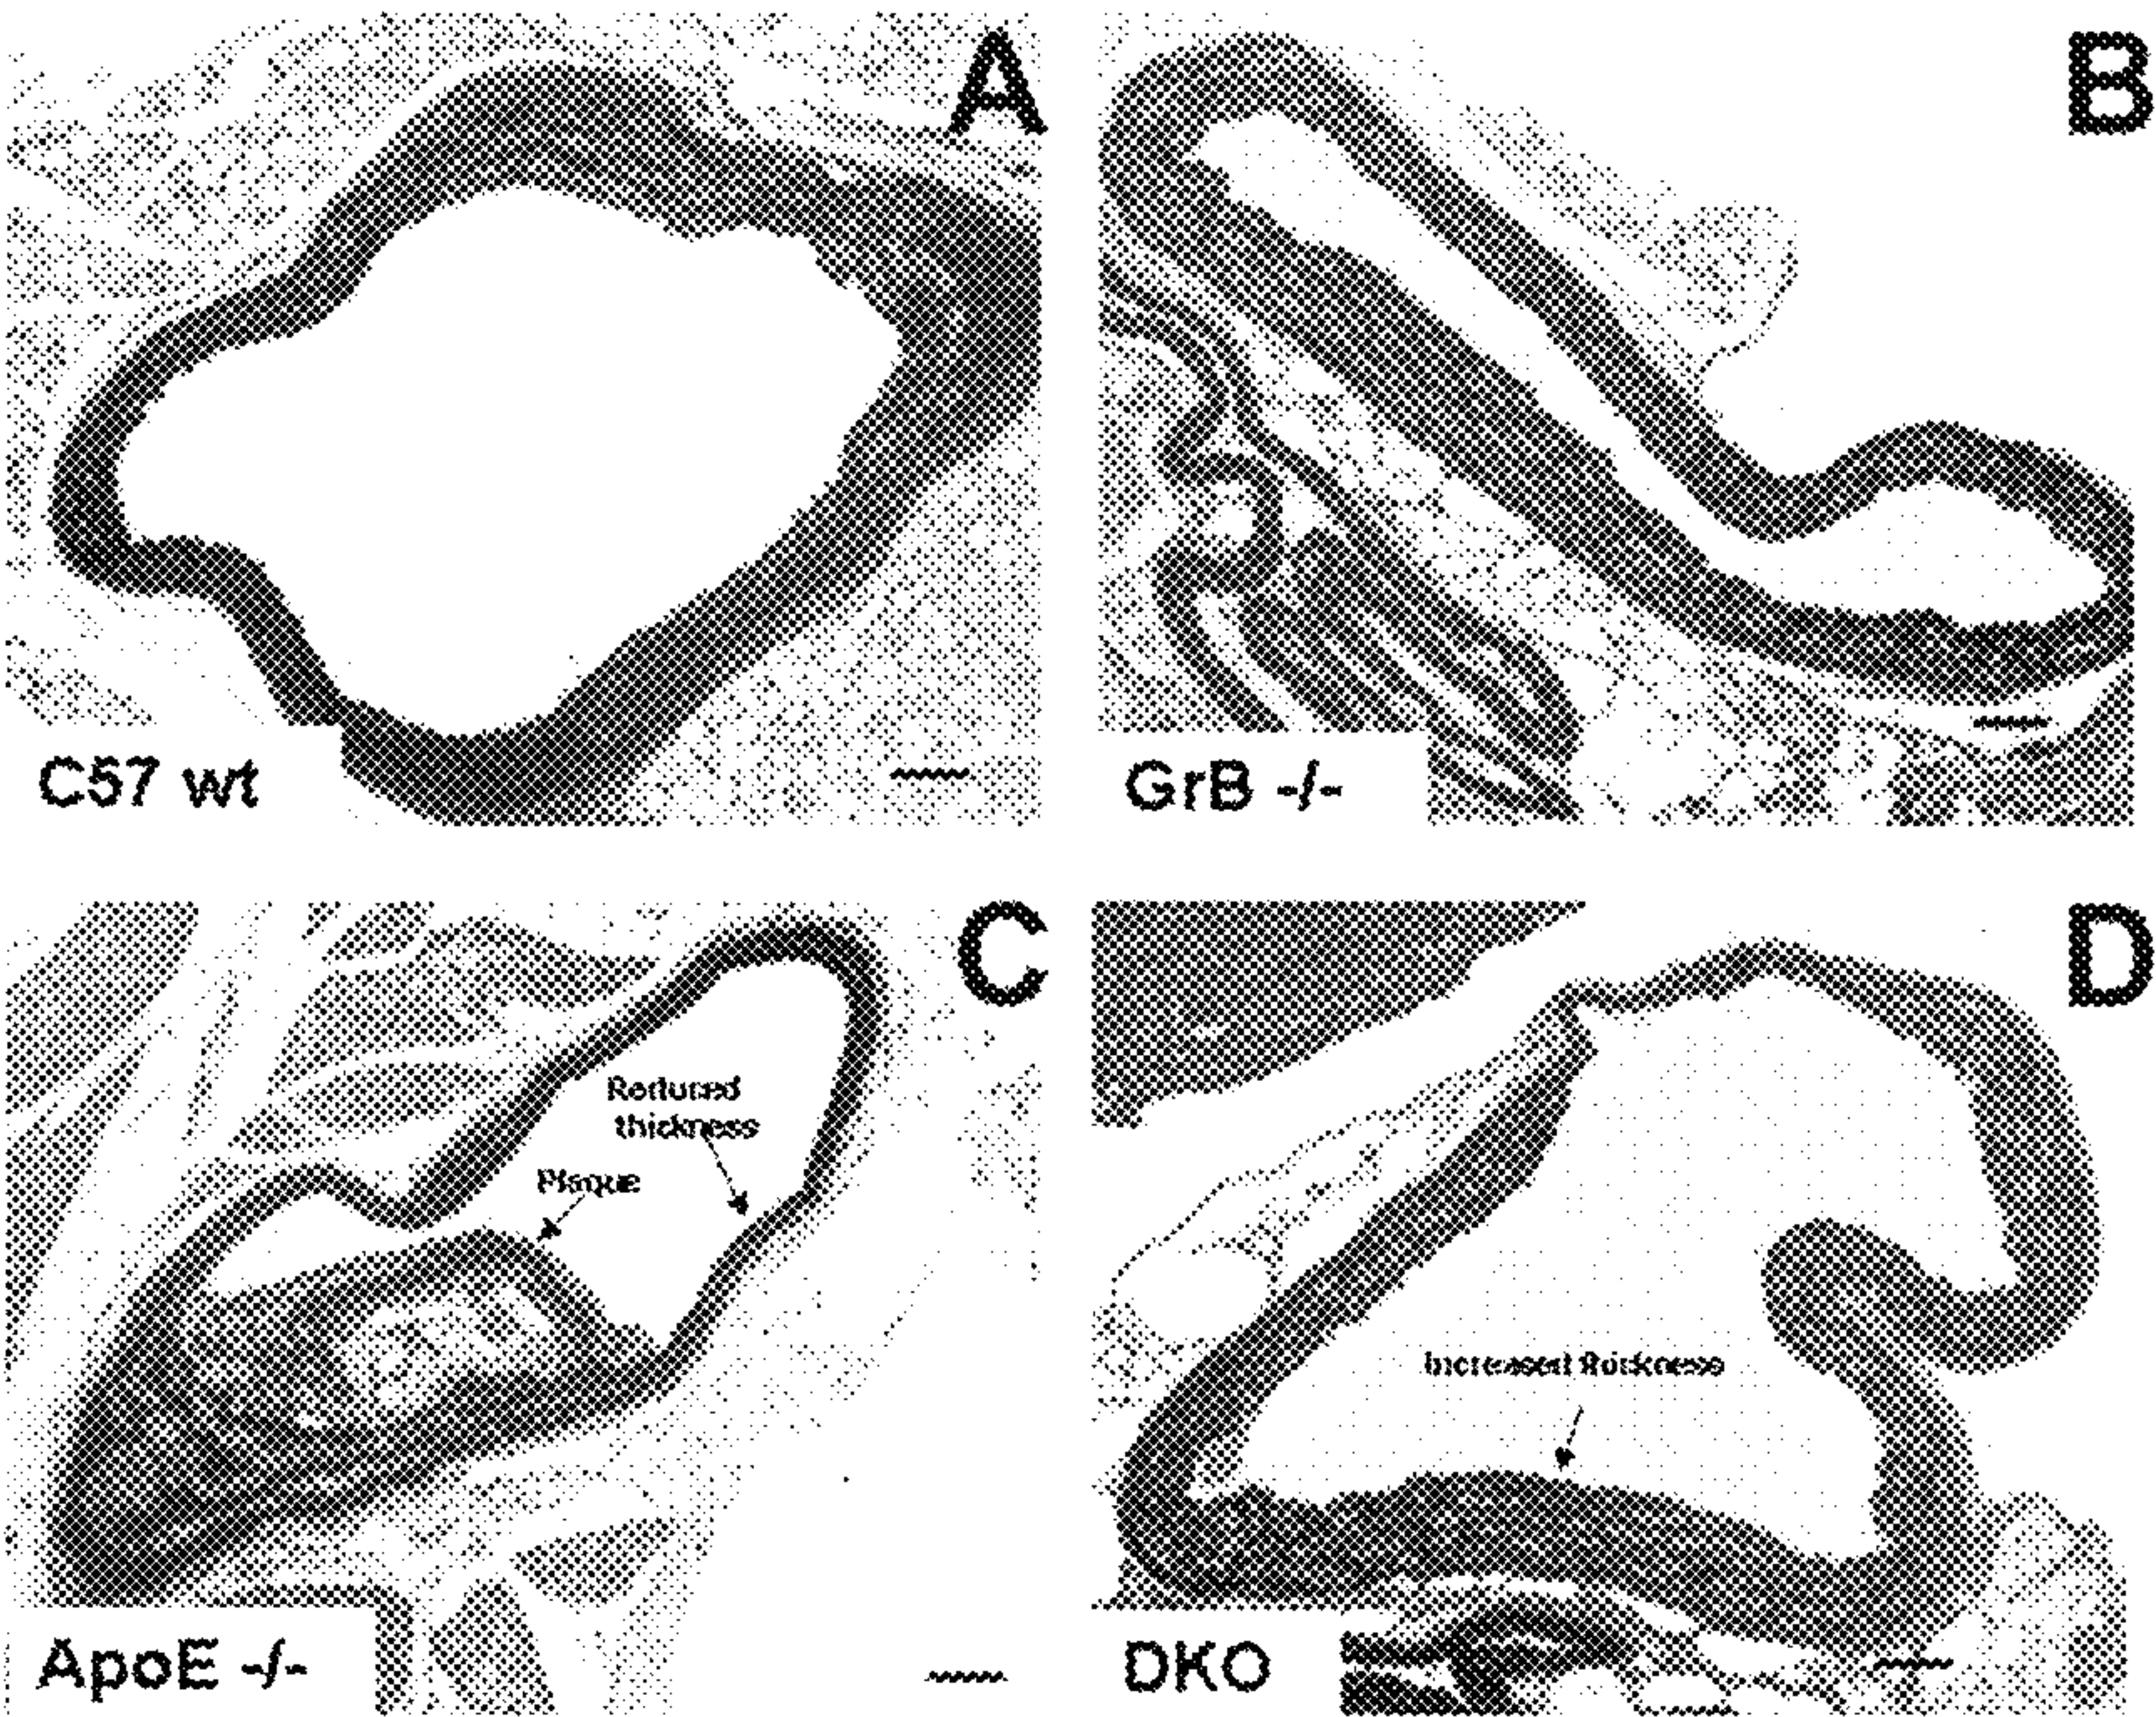 A
B
C57 wt
GrB -/-
C
D
Reduced
thickness
Plaque
Increased thickness
ApoE -/-
DKO